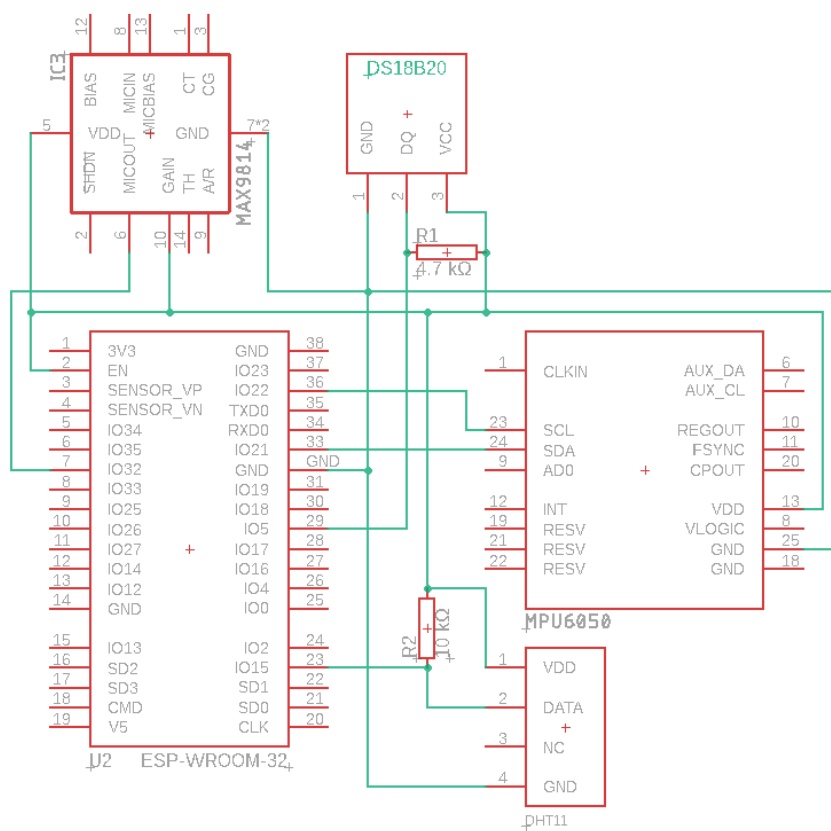 12
8
13
1
3
IC3
BIAS
MICIN
MICBIAS
CT
CG
5
VDD
GND
7*2
SHDN
MICOUT
GAIN
TH
A/R
MAX9814
2
6
10
14
9
DS18B20
GND
DQ
VCC
1
2
3
R1
4.7 kΩ
1 3V3
2 EN
3 SENSOR_VP
4 SENSOR_VN
5 IO34
6 IO35
7 IO32
8 IO33
9 IO25
10 IO26
11 IO27
12 IO14
13 IO12
14 GND
15 IO13
16 SD2
17 SD3
18 CMD
19 V5
GND 38
IO23 37
IO22 36
TXD0 35
RXD0 34
IO21 33
GND GND
IO19 31
IO18 30
IO5 29
IO17 28
IO16 27
IO4 26
IO0 25
IO2 24
IO15 23
SD1 22
SD0 21
CLK 20
U2 ESP-WROOM-32
1 CLKIN
23 SCL
24 SDA
9 AD0
12 INT
19 RESV
21 RESV
22 RESV
AUX_DA 6
AUX_CL 7
REGOUT 10
FSYNC 11
CPOUT 20
VDD 13
VLOGIC 8
GND 25
GND 18
MPU6050
R2
10 kΩ
1 VDD
2 DATA
3 NC
4 GND
DHT11